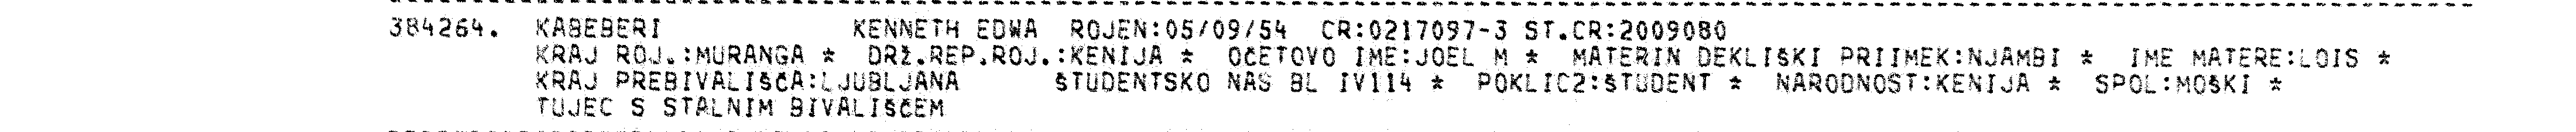 384264. KABEBERI KENNETH EDWA ROJEN:05/09/54 CR:0217097-3 ST.CR:2009080
KRAJ ROJ.:MURANGA * DRŽ.REP.ROJ.:KENIJA * OČETOVO IME:JOEL M * MATERIN DEKLIŠKI PRIIMEK:NJAMBI * IME MATERE:LOIS *
KRAJ PREBIVALIŠČA:LJUBLJANA ŠTUDENTSKO NAS BL IV114 * POKLIC2:ŠTUDENT * NARODNOST:KENIJA * SPOL:MOŠKI *
TUJEC S STALNIM BIVALIŠČEM